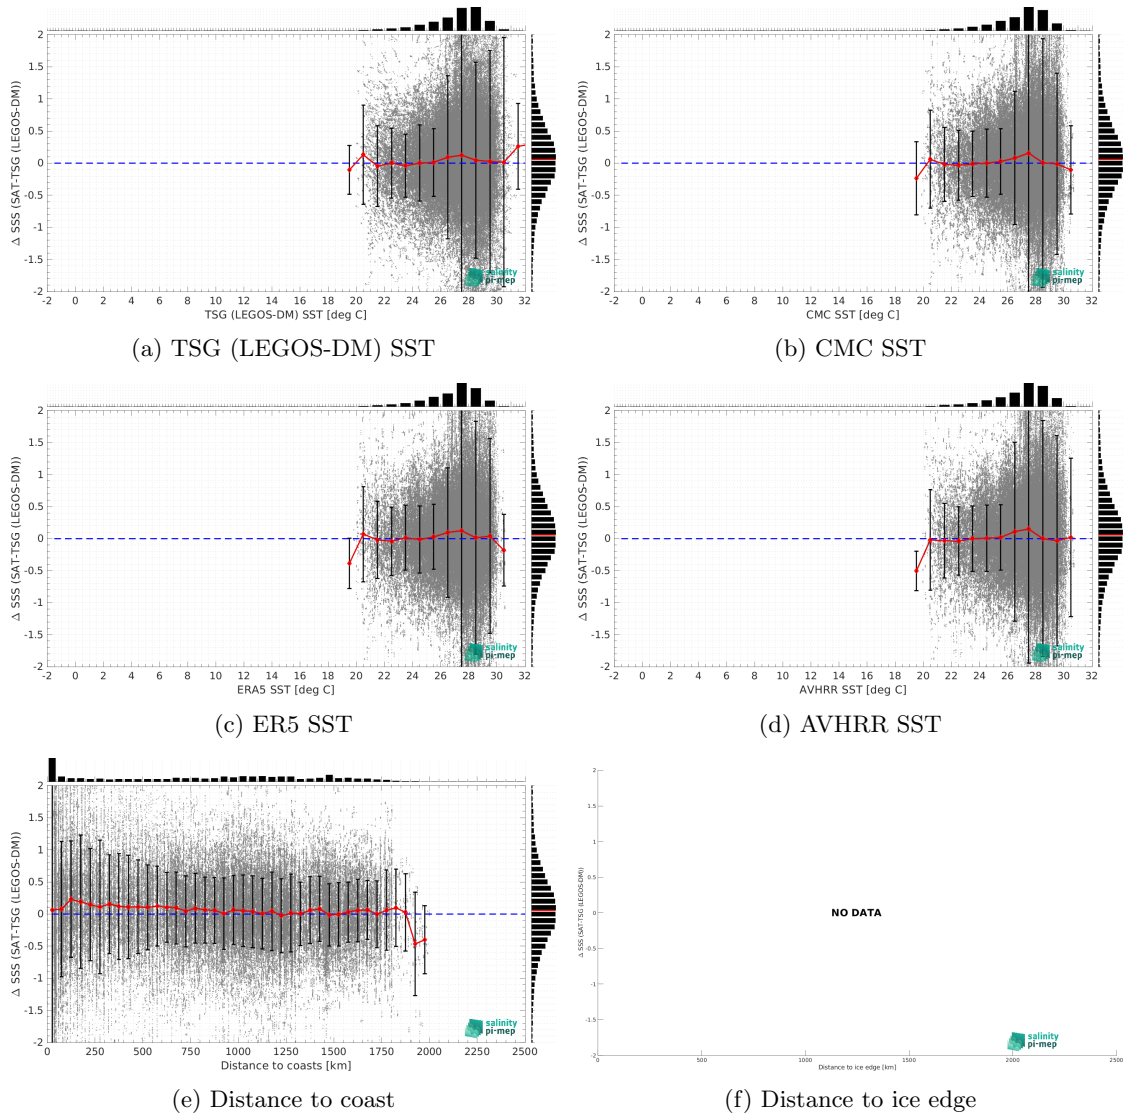 2
1.5
1
0.5
0
-0.5
-1
-1.5
-2
Δ SSS (SAT-TSG (LEGOS-DM))
-2 0 2 4 6 8 10 12 14 16 18 20 22 24 26 28 30 32
TSG (LEGOS-DM) SST [deg C]
salinity
pi-mep
(a) TSG (LEGOS-DM) SST
2
1.5
1
0.5
0
-0.5
-1
-1.5
-2
Δ SSS (SAT-TSG (LEGOS-DM))
-2 0 2 4 6 8 10 12 14 16 18 20 22 24 26 28 30 32
CMC SST [deg C]
salinity
pi-mep
(b) CMC SST
2
1.5
1
0.5
0
-0.5
-1
-1.5
-2
Δ SSS (SAT-TSG (LEGOS-DM))
-2 0 2 4 6 8 10 12 14 16 18 20 22 24 26 28 30 32
ERA5 SST [deg C]
salinity
pi-mep
(c) ER5 SST
2
1.5
1
0.5
0
-0.5
-1
-1.5
-2
Δ SSS (SAT-TSG (LEGOS-DM))
-2 0 2 4 6 8 10 12 14 16 18 20 22 24 26 28 30 32
AVHRR SST [deg C]
salinity
pi-mep
(d) AVHRR SST
2
1.5
1
0.5
0
-0.5
-1
-1.5
-2
Δ SSS (SAT-TSG (LEGOS-DM))
0 250 500 750 1000 1250 1500 1750 2000 2250 2500
Distance to coasts [km]
salinity
pi-mep
(e) Distance to coast
2
1.5
1
0.5
0
-0.5
-1
-1.5
-2
Δ SSS (SAT-TSG (LEGOS-DM))
NO DATA
0 500 1000 1500 2000 2500
Distance to ice edge [km]
salinity
pi-mep
(f) Distance to ice edge